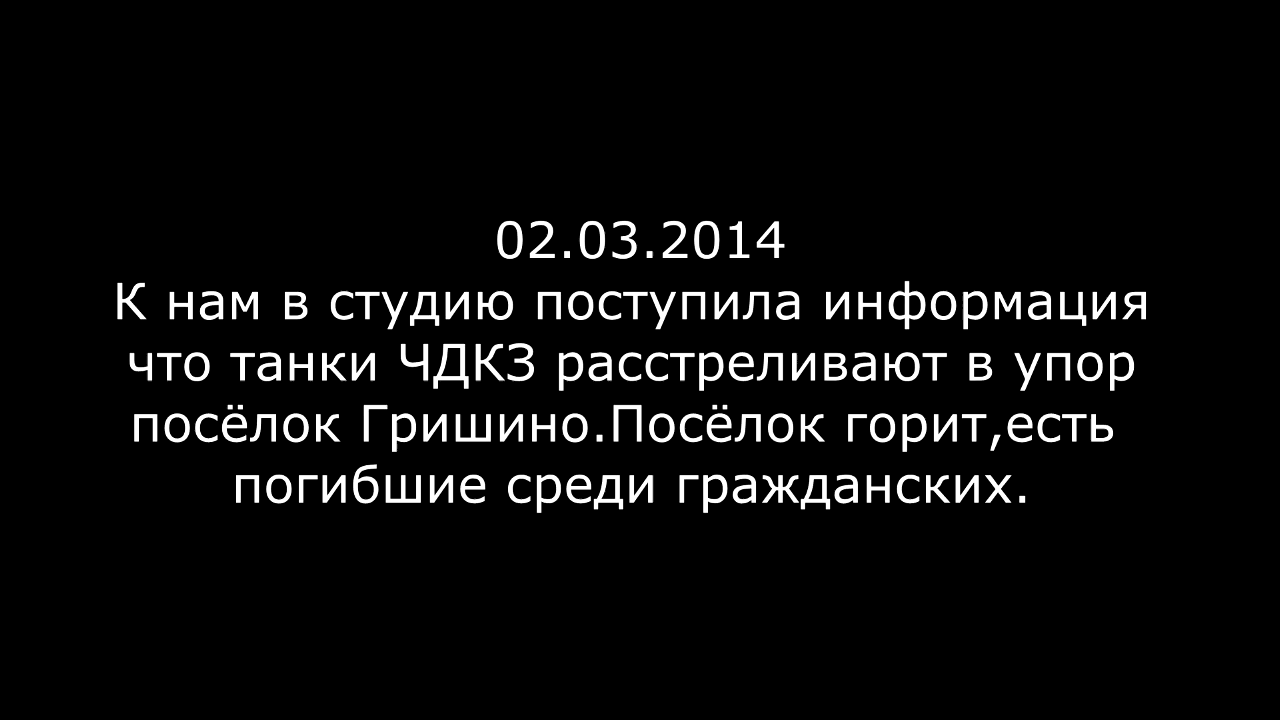 02.03.2014
К нам в студию поступила информация
что танки ЧДКЗ расстреливают в упор
посёлок Гришино.Посёлок горит,есть
погибшие среди гражданских.